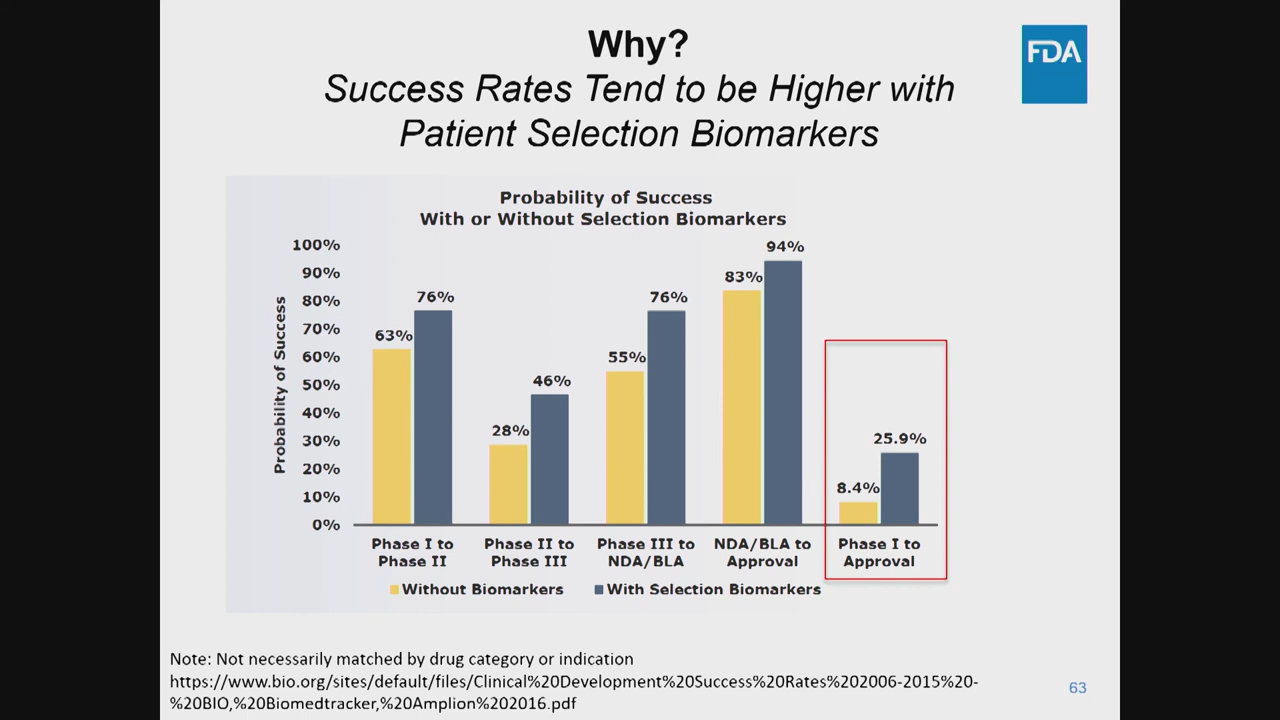 Why?
Success Rates Tend to be Higher with
Patient Selection Biomarkers
FDA
Probability of Success
With or Without Selection Biomarkers
Probability of Success
100%
90%
80%
70%
60%
50%
40%
30%
20%
10%
0%
63%
76%
28%
46%
55%
76%
83%
94%
8.4%
25.9%
Phase I to
Phase II
Phase II to
Phase III
Phase III to
NDA/BLA
NDA/BLA to
Approval
Phase I to
Approval
Without Biomarkers
With Selection Biomarkers
Note: Not necessarily matched by drug category or indication
https://www.bio.org/sites/default/files/Clinical%20Development%20Success%20Rates%202006-2015%20-
%20BIO,%20Biomedtracker,%20Amplion%202016.pdf
63